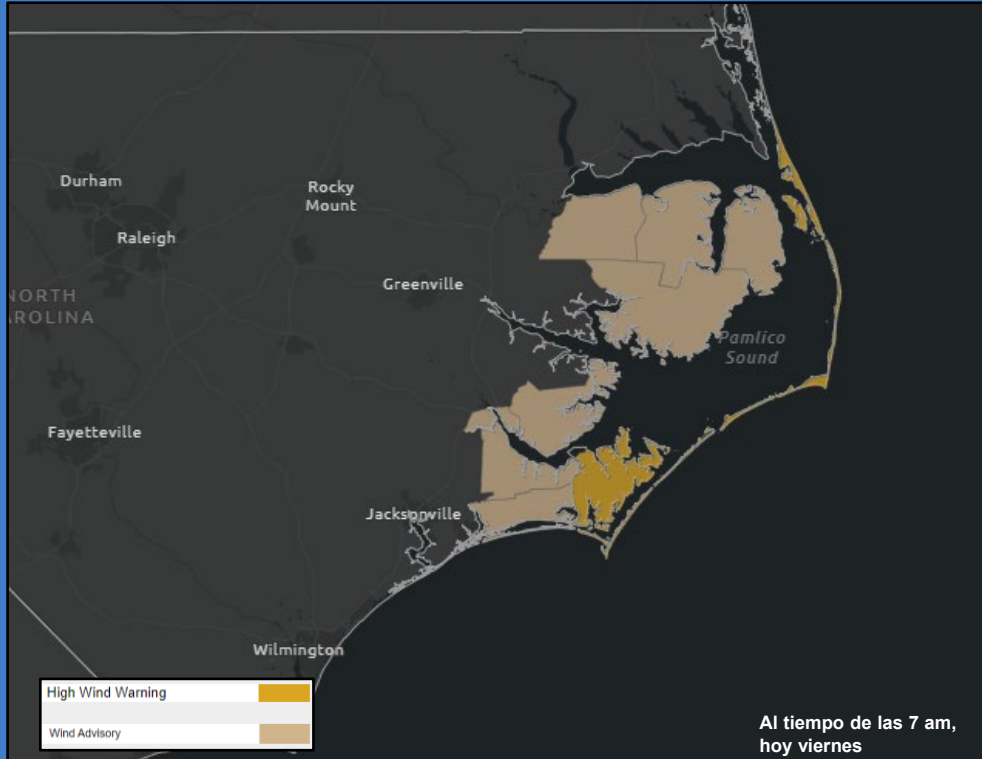 Durham
Rocky
Mount
Raleigh
Greenville
NORTH
AROLINA
Pamlico
Sound
Fayetteville
Jacksonville
Wilmington
High Wind Warning
Wind Advisory
Al tiempo de las 7 am,
hoy viernes